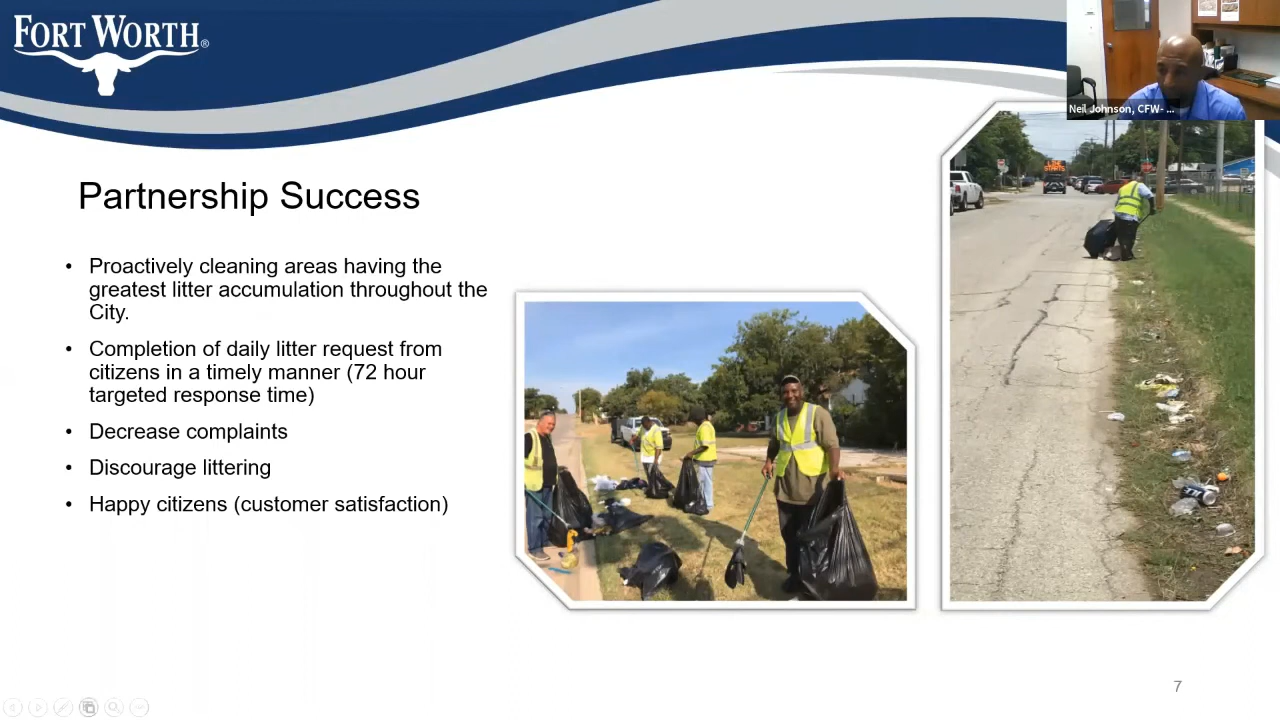 FORT WORTH®
Neil Johnson, CFW- ...
Partnership Success
• Proactively cleaning areas having the
greatest litter accumulation throughout the
City.
• Completion of daily litter request from
citizens in a timely manner (72 hour
targeted response time)
• Decrease complaints
• Discourage littering
• Happy citizens (customer satisfaction)
7